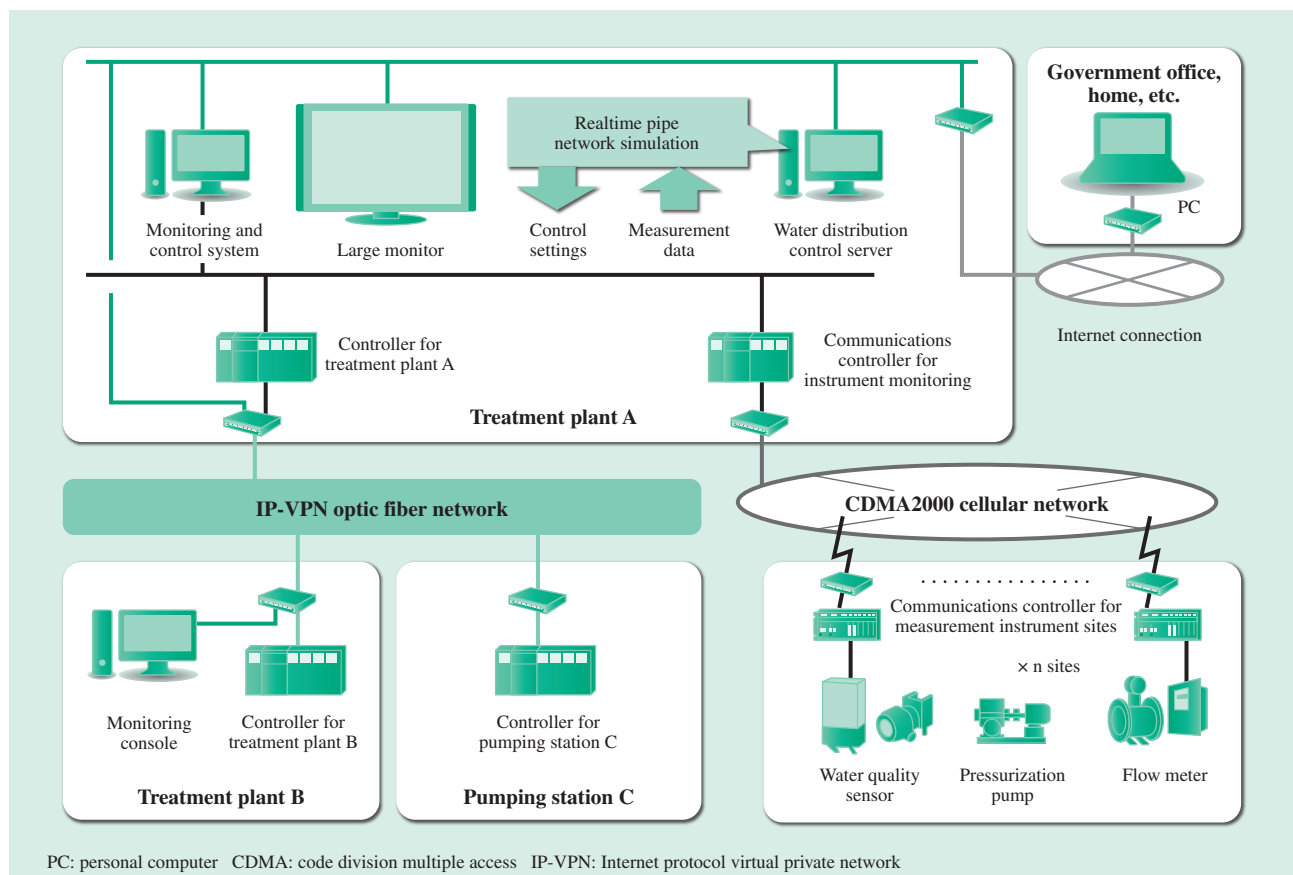 Government office,
home, etc.
PC
Internet connection
Realtime pipe
network simulation
Monitoring and
control system
Large monitor
Control
settings
Measurement
data
Water distribution
control server
Controller for
treatment plant A
Communications
controller for
instrument monitoring
Treatment plant A
IP-VPN optic fiber network
CDMA2000 cellular network
Monitoring
console
Controller for
treatment plant B
Treatment plant B
Controller for
pumping station C
Pumping station C
Communications controller for
measurement instrument sites
× n sites
Water quality
sensor
Pressurization
pump
Flow meter
PC: personal computer CDMA: code division multiple access IP-VPN: Internet protocol virtual private network